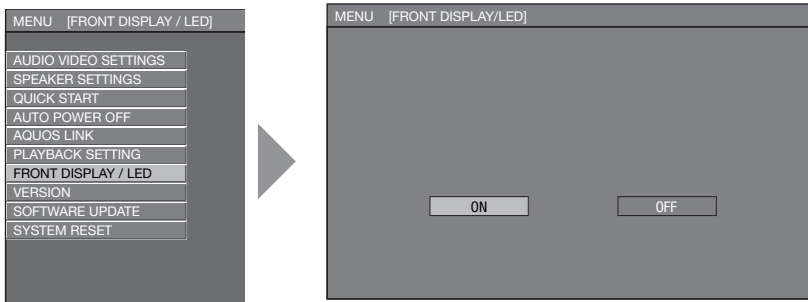 MENU [FRONT DISPLAY / LED]
AUDIO VIDEO SETTINGS
SPEAKER SETTINGS
QUICK START
AUTO POWER OFF
AQUOS LINK
PLAYBACK SETTING
FRONT DISPLAY / LED
VERSION
SOFTWARE UPDATE
SYSTEM RESET
MENU [FRONT DISPLAY/LED]
ON OFF